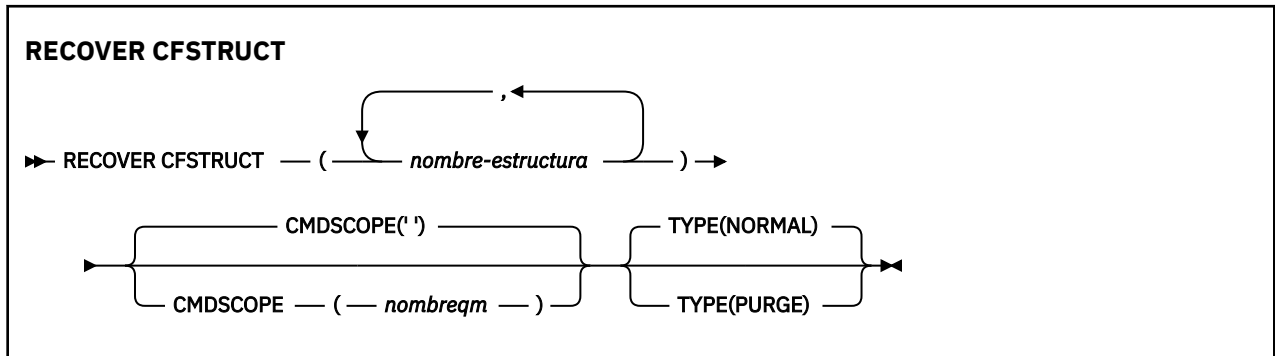 RECOVER CFSTRUCT
,
RECOVER CFSTRUCT ( nombre-estructura )
CMDSCOPE(' ') TYPE(NORMAL)
CMDSCOPE ( nombreqm ) TYPE(PURGE)